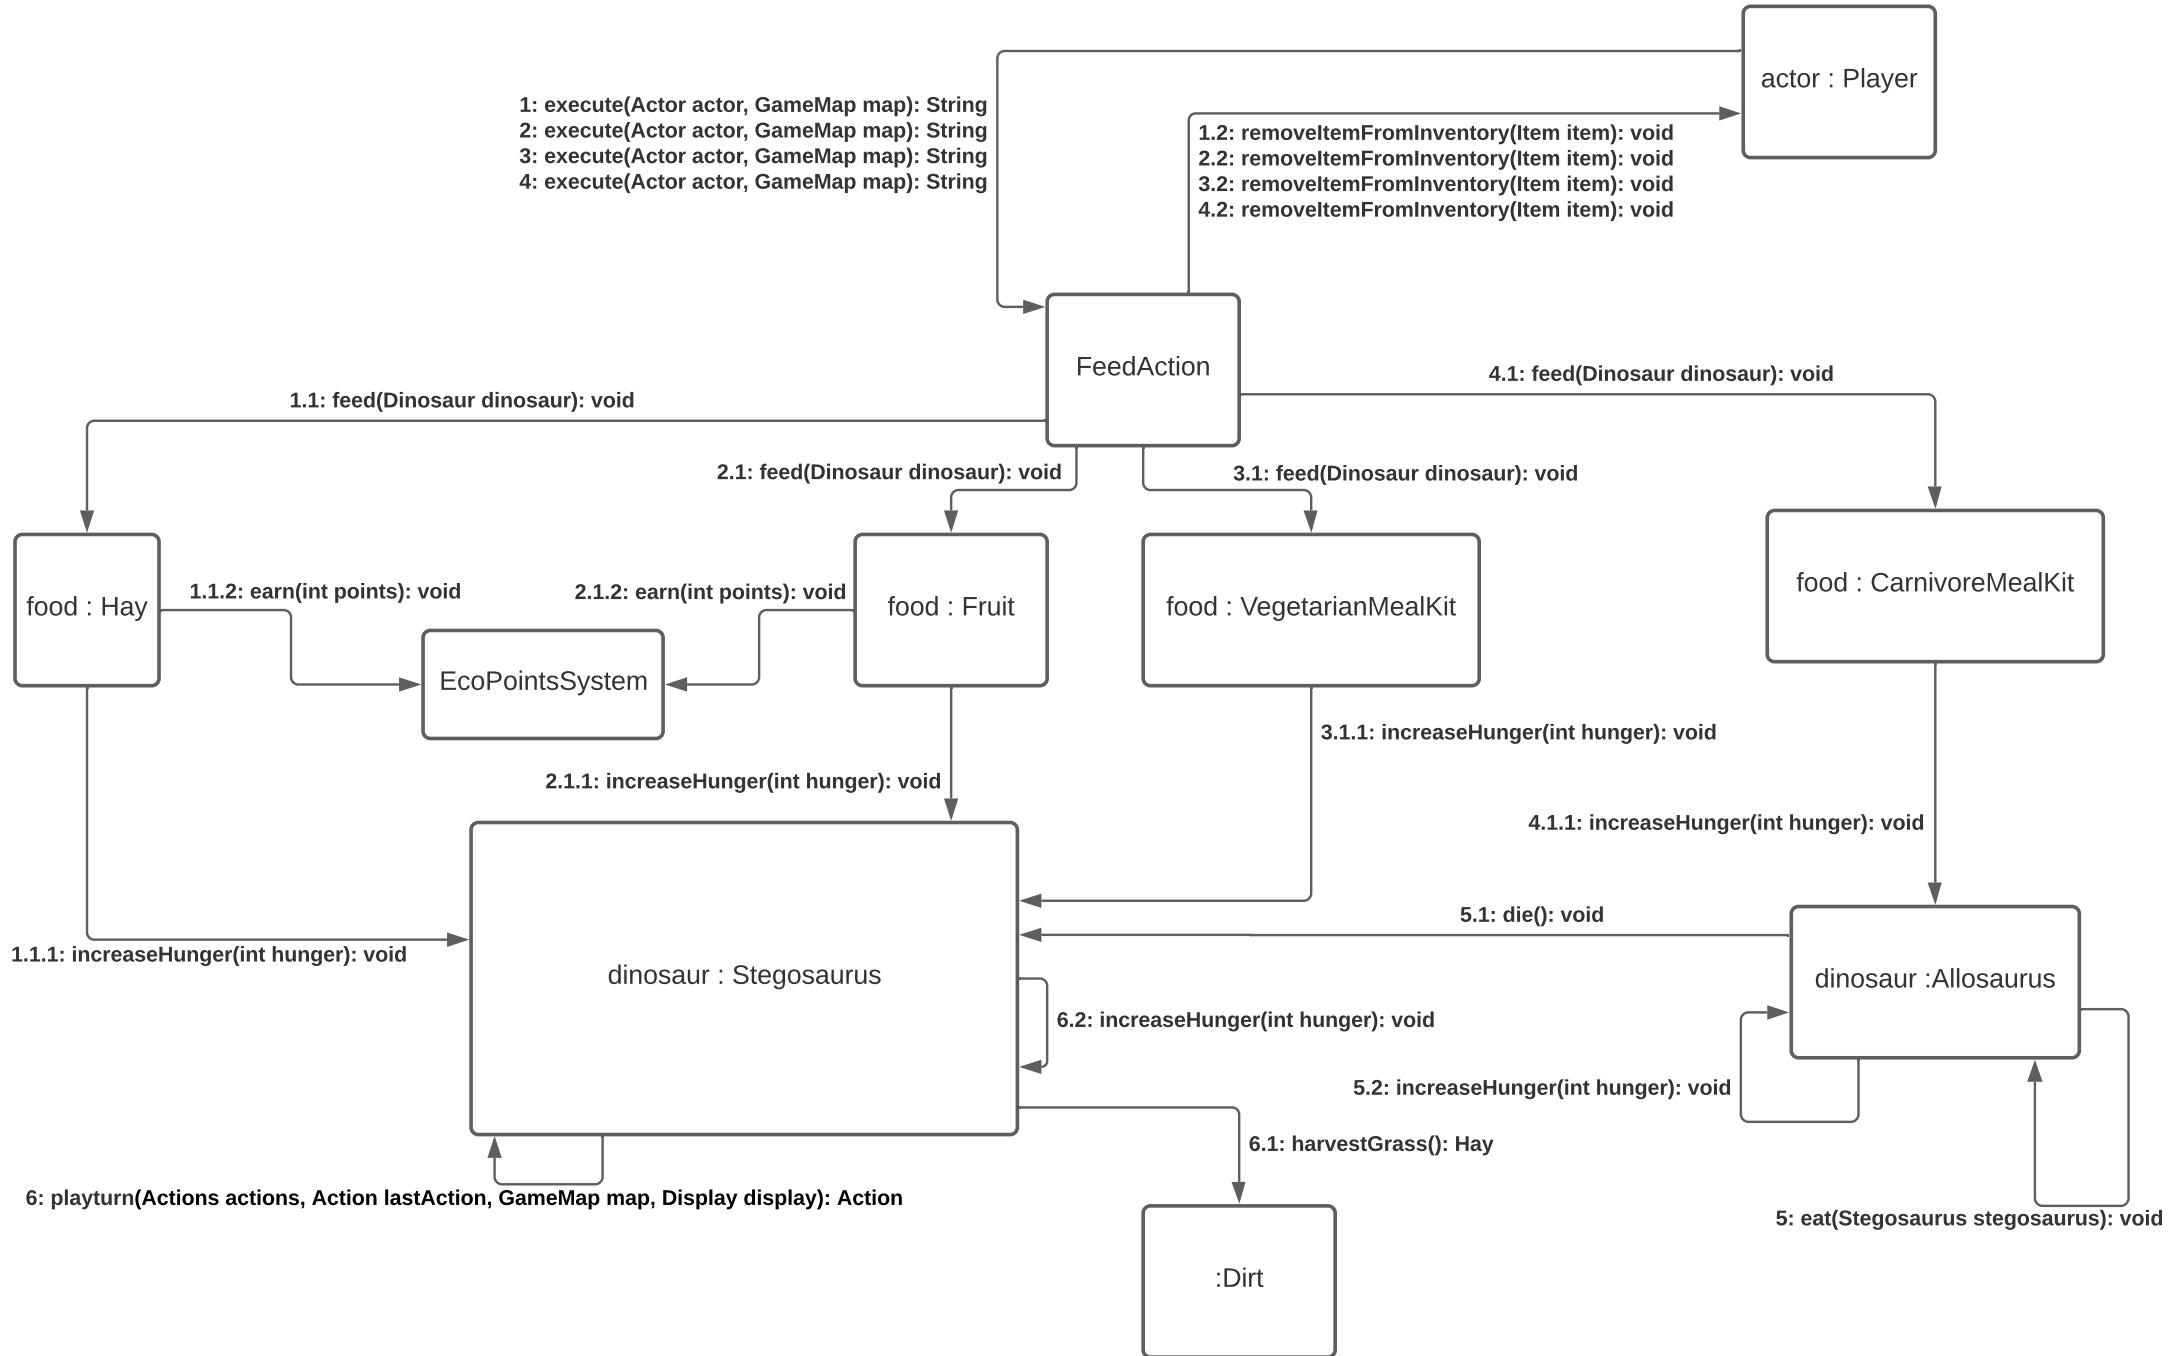 actor : Player
1: execute(Actor actor, GameMap map): String
2: execute(Actor actor, GameMap map): String
3: execute(Actor actor, GameMap map): String
4: execute(Actor actor, GameMap map): String
1.2: removeItemFromInventory(Item item): void
2.2: removeItemFromInventory(Item item): void
3.2: removeItemFromInventory(Item item): void
4.2: removeItemFromInventory(Item item): void
FeedAction
4.1: feed(Dinosaur dinosaur): void
1.1: feed(Dinosaur dinosaur): void
2.1: feed(Dinosaur dinosaur): void
3.1: feed(Dinosaur dinosaur): void
food : Hay
1.1.2: earn(int points): void
2.1.2: earn(int points): void
food : Fruit
food : VegetarianMealKit
food : CarnivoreMealKit
EcoPointsSystem
3.1.1: increaseHunger(int hunger): void
2.1.1: increaseHunger(int hunger): void
4.1.1: increaseHunger(int hunger): void
5.1: die(): void
1.1.1: increaseHunger(int hunger): void
dinosaur : Stegosaurus
dinosaur :Allosaurus
6.2: increaseHunger(int hunger): void
5.2: increaseHunger(int hunger): void
6.1: harvestGrass(): Hay
6: playturn(Actions actions, Action lastAction, GameMap map, Display display): Action
5: eat(Stegosaurus stegosaurus): void
:Dirt